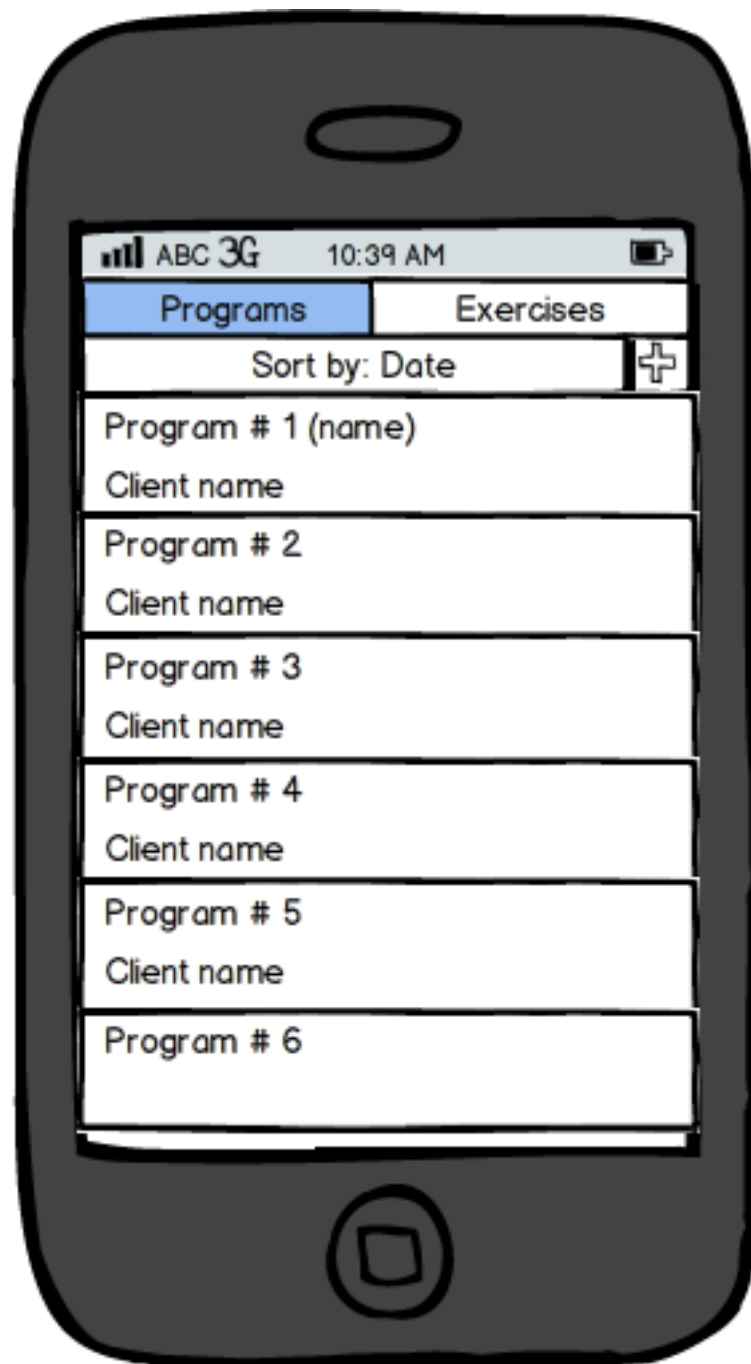 ABC 3G 10:39 AM
Programs Exercises
Sort by: Date
Program # 1 (name)
Client name
Program # 2
Client name
Program # 3
Client name
Program # 4
Client name
Program # 5
Client name
Program # 6